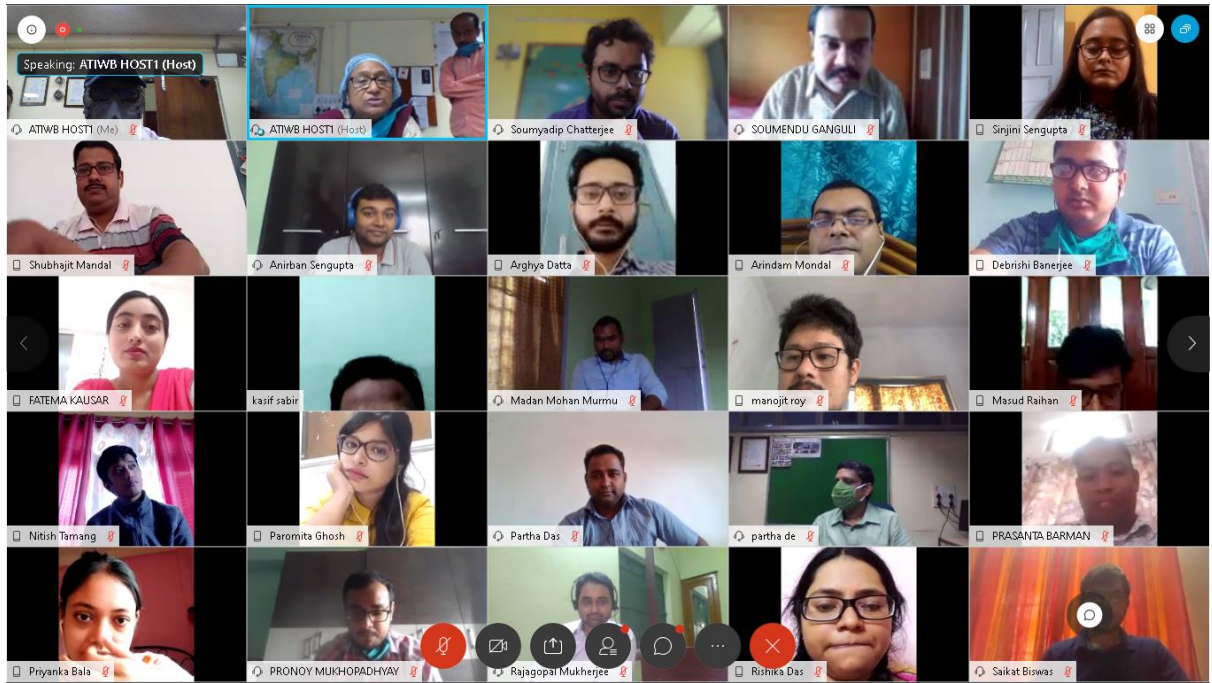 Speaking: ATIWB HOST1 (Host)
ATIWB HOST1 (Me)
ATIWB HOST1 (Host)
Soumyadip Chatterjee
SOUMENDU GANGULI
Sinjini Sengupta
Shubhajit Mandal
Anirban Sengupta
Arghya Datta
Arindam Mondal
Debrishi Banerjee
FATEMA KAUSAR
kasif sabir
Madan Mohan Murmu
manojit roy
Masud Raihan
Nitish Tamang
Paromita Ghosh
Partha Das
partha de
PRASANTA BARMAN
Priyanka Bala
PRONOY MUKHOPADHYAY
Rajagopal Mukherjee
Rishika Das
Saikat Biswas